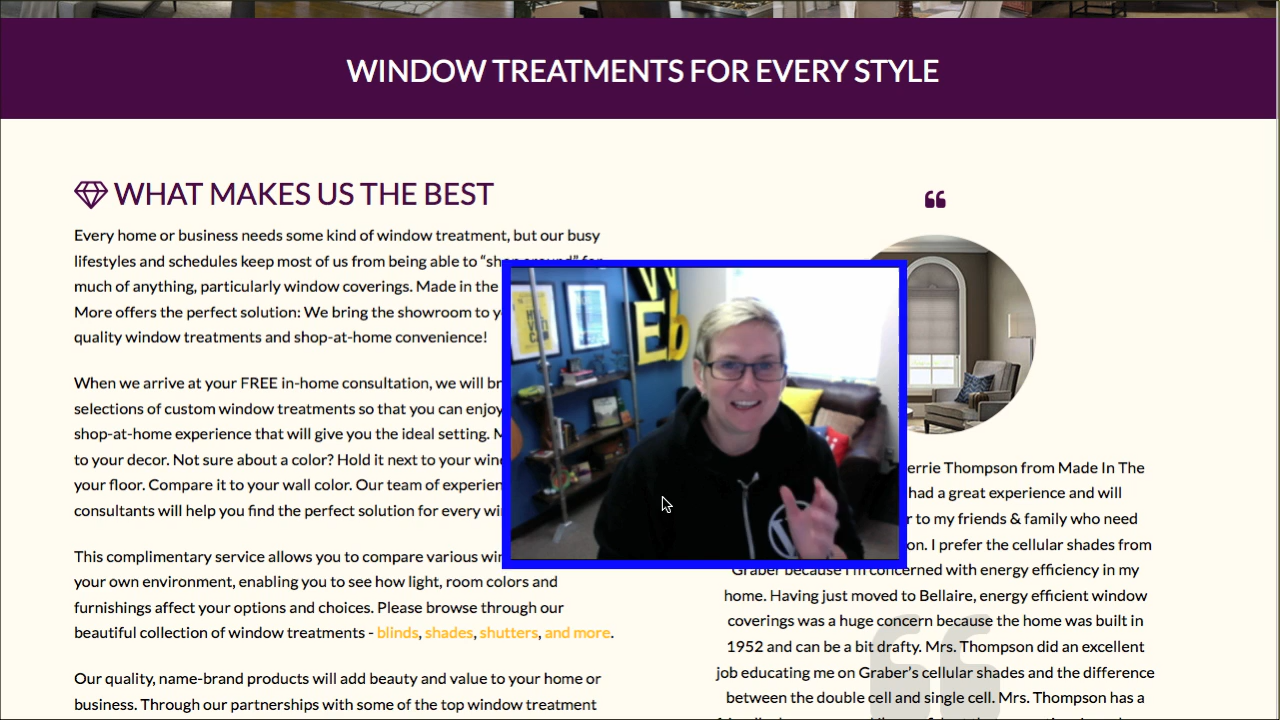 WINDOW TREATMENTS FOR EVERY STYLE
WHAT MAKES US THE BEST
Every home or business needs some kind of window treatment, but our busy
lifestyles and schedules keep most of us from being able to “shop around” for
much of anything, particularly window coverings. Made in the
More offers the perfect solution: We bring the showroom to
quality window treatments and shop-at-home convenience!
When we arrive at your FREE in-home consultation, we will
selections of custom window treatments so that you can enjoy
shop-at-home experience that will give you the ideal setting.
to your decor. Not sure about a color? Hold it next to your
your floor. Compare it to your wall color. Our team of
consultants will help you find the perfect solution for every
This complimentary service allows you to compare various
your own environment, enabling you to see how light, room colors and
furnishings affect your options and choices. Please browse through our
beautiful collection of window treatments - blinds, shades, shutters, and more.
Our quality, name-brand products will add beauty and value to your home or
business. Through our partnerships with some of the top window treatment
WEb
“
Thompson from Made In The
had a great experience and will
to my friends & family who need
I prefer the cellular shades from
Graber because I'm concerned with energy efficiency in my
home. Having just moved to Bellaire, energy efficient window
coverings was a huge concern because the home was built in
1952 and can be a bit drafty. Mrs. Thompson did an excellent
job educating me on Graber’s cellular shades and the difference
between the double cell and single cell. Mrs. Thompson has a